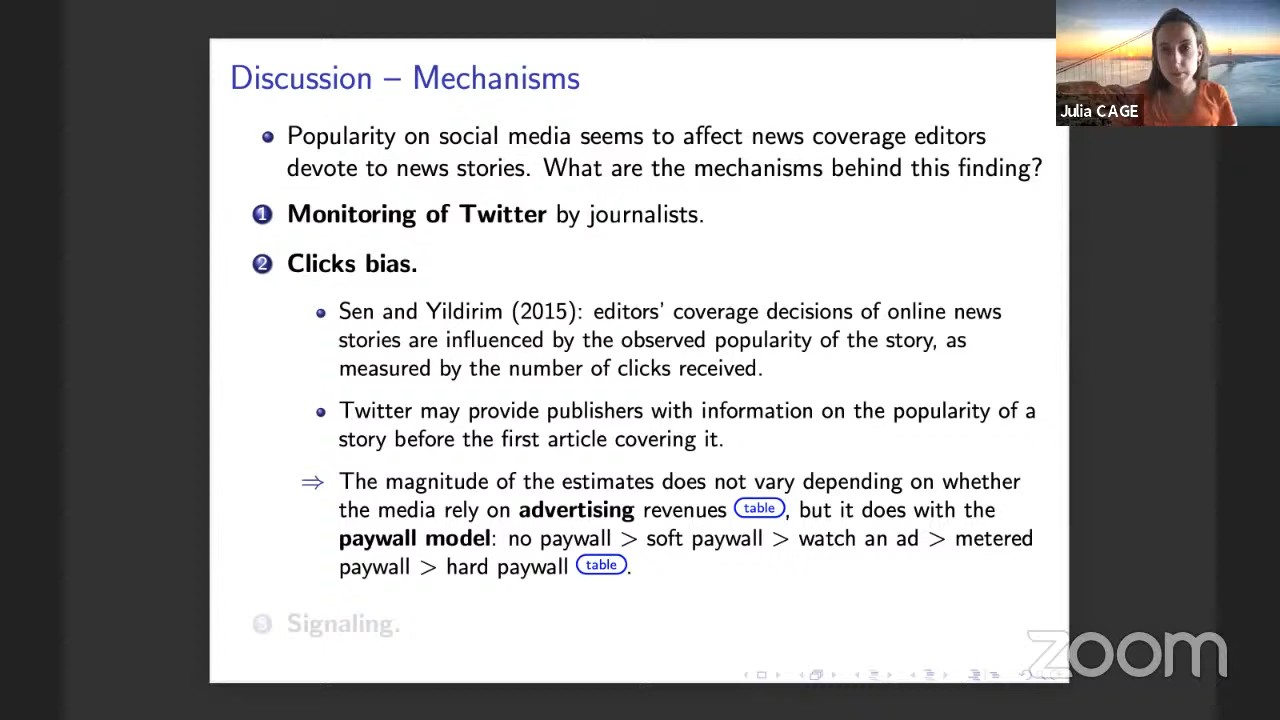 Discussion – Mechanisms
Popularity on social media seems to affect news coverage editors
devote to news stories. What are the mechanisms behind this finding?
1 Monitoring of Twitter by journalists.
2 Clicks bias.
Sen and Yildirim (2015): editors' coverage decisions of online news
stories are influenced by the observed popularity of the story, as
measured by the number of clicks received.
Twitter may provide publishers with information on the popularity of a
story before the first article covering it.
⇒ The magnitude of the estimates does not vary depending on whether
the media rely on advertising revenues table, but it does with the
paywall model: no paywall > soft paywall > watch an ad > metered
paywall > hard paywall table.
3 Signaling.
Julia CAGE
zoom